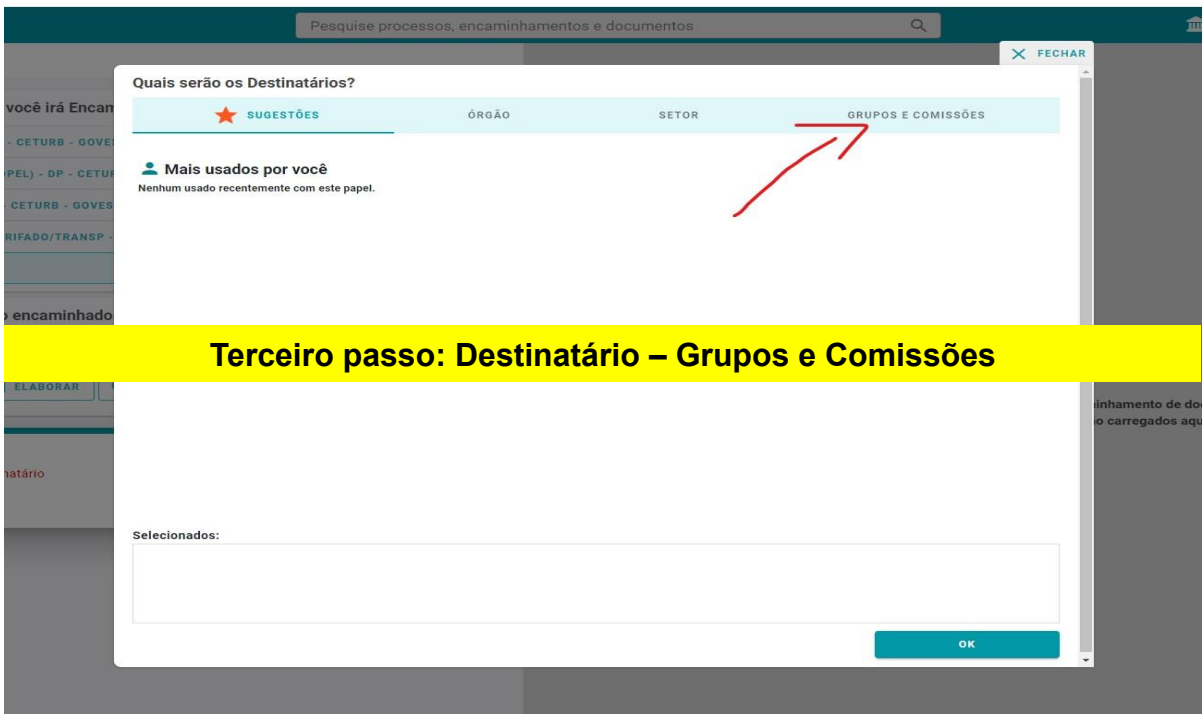 Pesquise processos, encaminhamentos e documentos
FECHAR
Quais serão os Destinatários?
você irá Encam
SUGESTÕES ÓRGÃO SETOR GRUPOS E COMISSÕES
- CETURB - GOVES
Mais usados por você
PEL) - DP - CETUR
Nenhum usado recentemente com este papel.
- CETURB - GOVES
RIFADO/TRANSP -
o encaminhado
Terceiro passo: Destinatário – Grupos e Comissões
ELABORAR
inhamento de do
o carregados aqu
natário
Selecionados:
OK